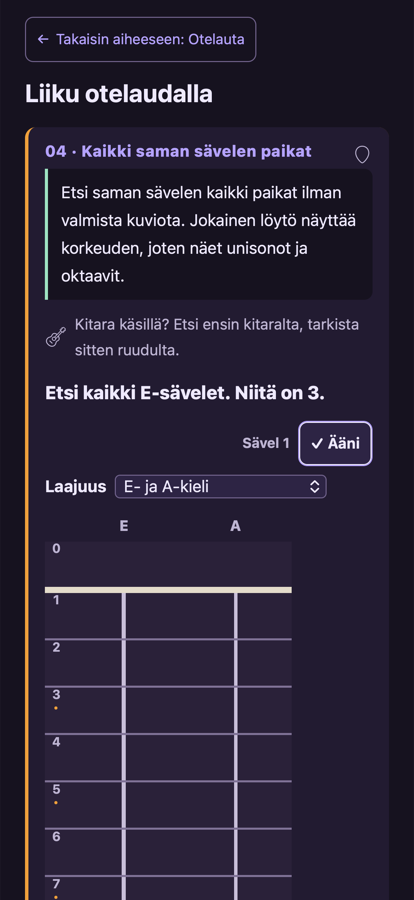 ← Takaisin aiheeseen: Otelauta
Liiku otelaudalla
04 · Kaikki saman sävelen paikat
Etsi saman sävelen kaikki paikat ilman
valmista kuviota. Jokainen löytö näyttää
korkeuden, joten näet unisonot ja
oktaavit.
Kitara käsillä? Etsi ensin kitaralta, tarkista
sitten ruudulta.
Etsi kaikki E-sävelet. Niitä on 3.
Sävel 1 ✓ Ääni
Laajuus E- ja A-kieli
E A
0
1
2
3
4
5
6
7